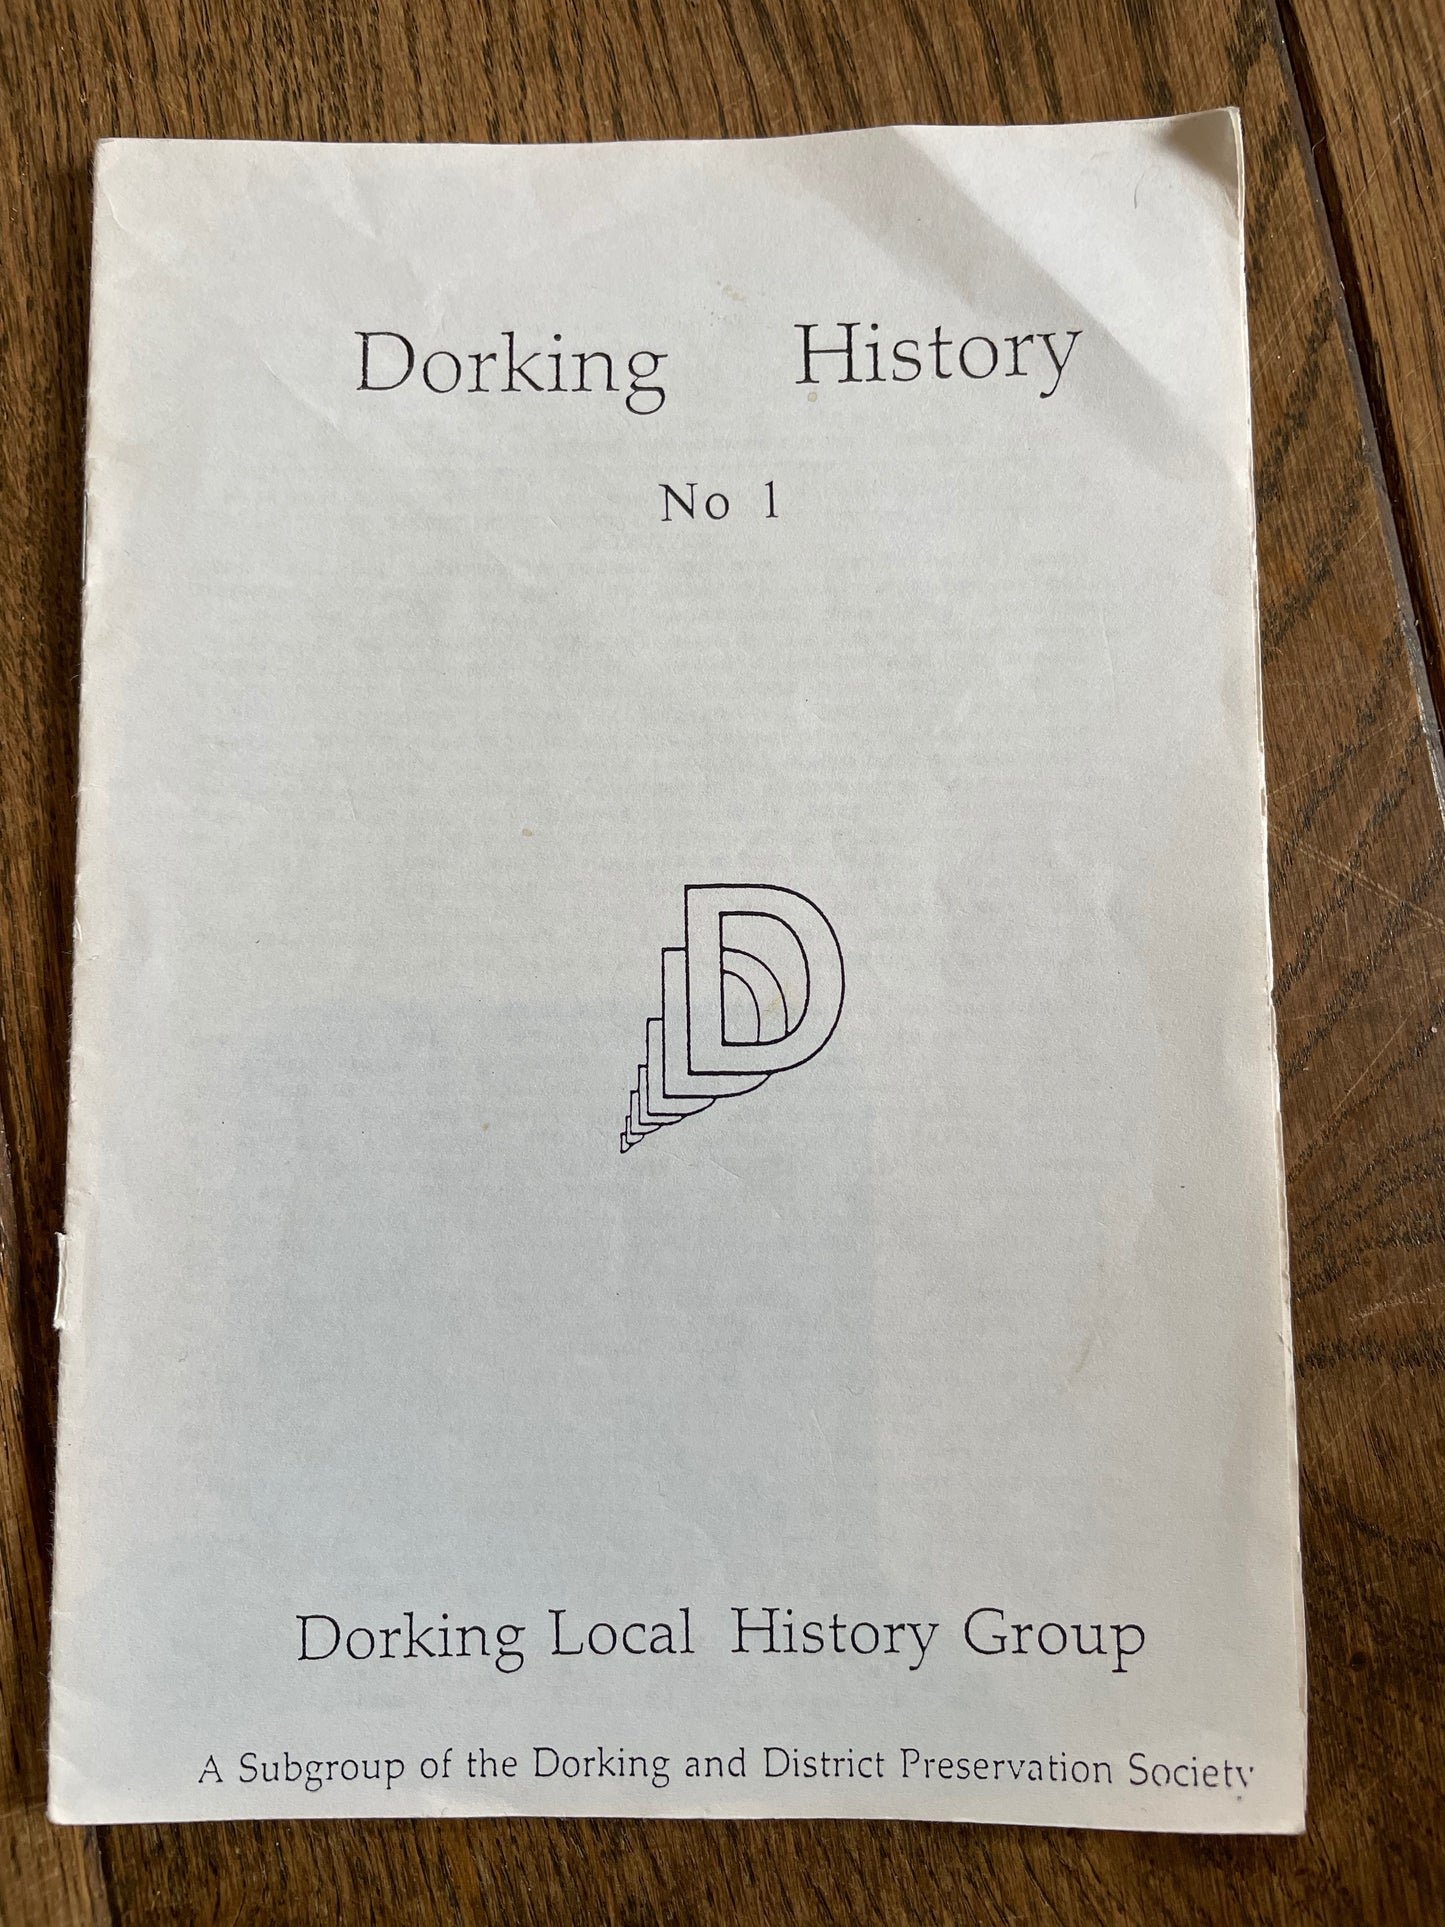 Dorking History
No 1
D
Dorking Local History Group
A Subgroup of the Dorking and District Preservation Society